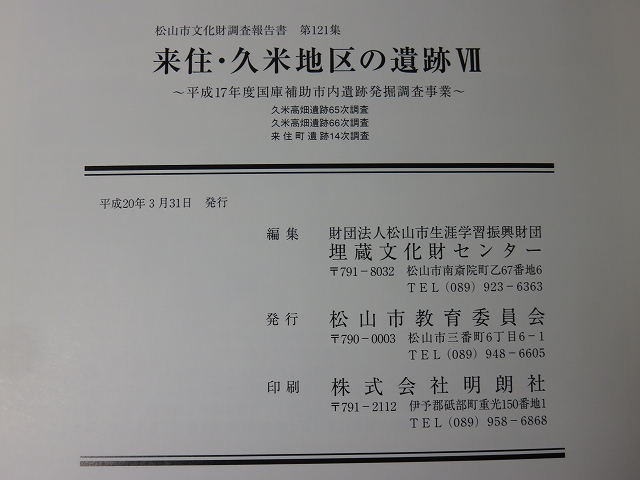 松山市文化財調査報告書 第121集
来住・久米地区の遺跡Ⅶ
～平成17年度国庫補助市内遺跡発掘調査事業～
久米高畑遺跡65次調査
久米高畑遺跡66次調査
来住町遺跡14次調査
平成20年3月31日 発行
編集 財団法人松山市生涯学習振興財団
埋蔵文化財センター
〒791－8032 松山市南斎院町乙67番地6
TEL（089）923－6363
発行 松山市教育委員会
〒790－0003 松山市三番町6丁目6－1
TEL（089）948－6605
印刷 株式会社明朗社
〒791－2112 伊予郡砥部町重光150番地1
TEL（089）958－6868